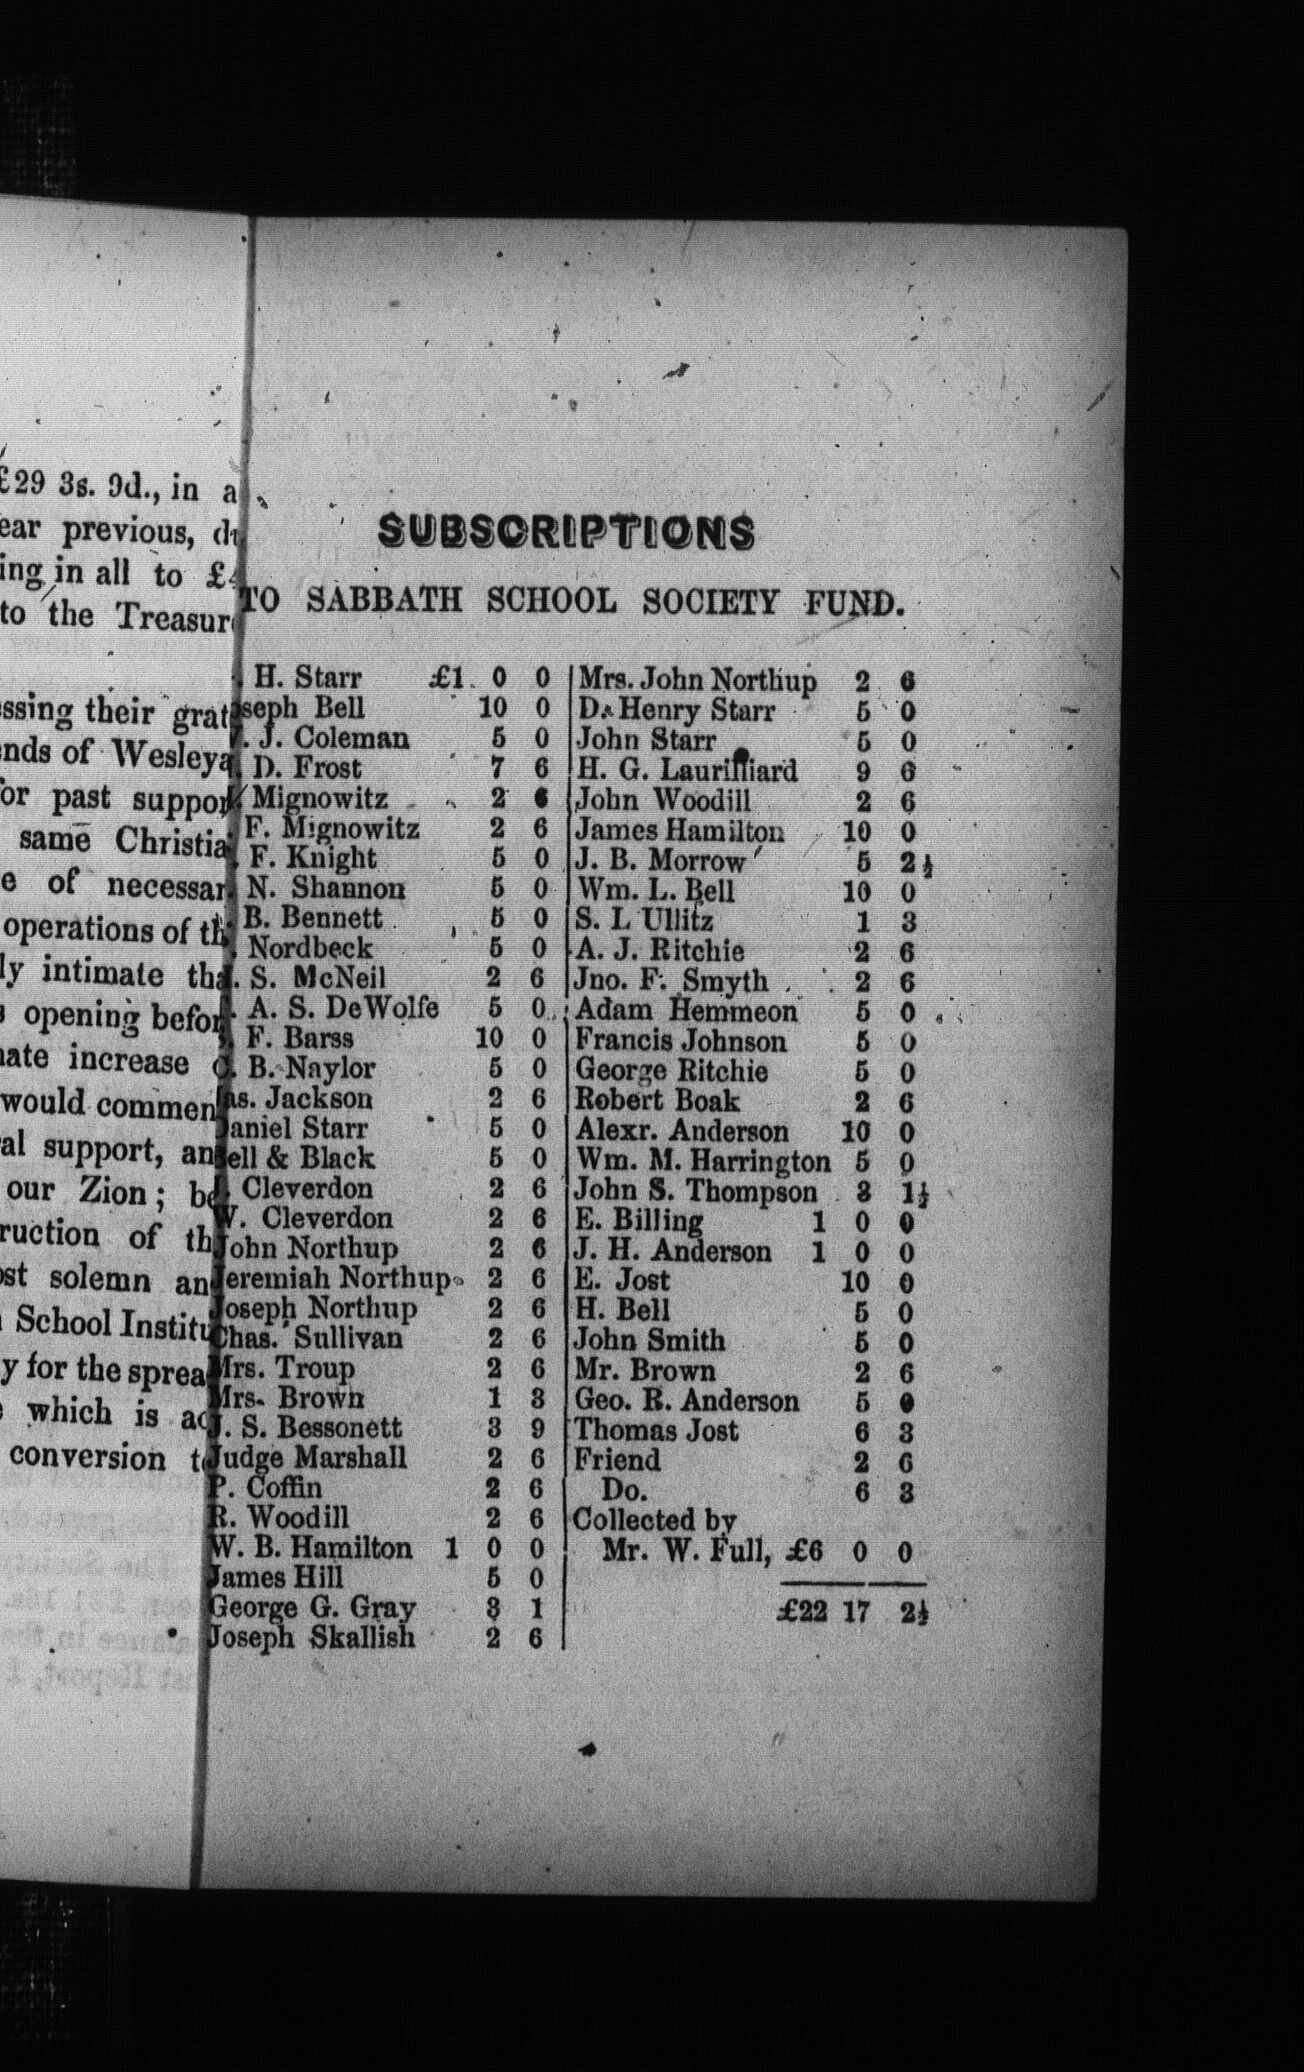 £29 3s. 9d., in a
ear previous,
ing in all to
to the Treasur
ssing their grat
ends of Wesleya
or past suppor
same Christia
e of necessar
operations of th
ly intimate tha
s opening befor
nate increase
would commen
al support, an
our Zion; be
ruction of th
ost solemn an
School Institu
y for the sprea
which is ac
conversion t
SUBSCRIPTIONS
TO SABBATH SCHOOL SOCIETY FUND.
H. Starr £1 0 0
seph Bell 10 0
. J. Coleman 5 0
. D. Frost 7 6
Mignowitz 2 6
F. Mignowitz 2 6
F. Knight 5 0
N. Shannon 5 0
B. Bennett 5 0
Nordbeck 5 0
. S. McNeil 2 6
. A. S. DeWolfe 5 0
F. Barss 10 0
. B. Naylor 5 0
as. Jackson 2 6
aniel Starr 5 0
ell & Black 5 0
Cleverdon 2 6
W. Cleverdon 2 6
John Northup 2 6
Jeremiah Northup 2 6
Joseph Northup 2 6
Chas. Sullivan 2 6
Mrs. Troup 2 6
Mrs. Brown 1 3
J. S. Bessonett 3 9
Judge Marshall 2 6
P. Coffin 2 6
R. Woodill 2 6
W. B. Hamilton 1 0 0
James Hill 5 0
George G. Gray 3 1
Joseph Skallish 2 6
Mrs. John Northup 2 6
D. Henry Starr 5 0
John Starr 5 0
H. G. Laurilliard 9 6
John Woodill 2 6
James Hamilton 10 0
J. B. Morrow 5 2½
Wm. L. Bell 10 0
S. L Ullitz 1 3
A. J. Ritchie 2 6
Jno. F. Smyth 2 6
Adam Hemmeon 5 0
Francis Johnson 5 0
George Ritchie 5 0
Robert Boak 2 6
Alexr. Anderson 10 0
Wm. M. Harrington 5 0
John S. Thompson 3 1½
E. Billing 1 0 0
J. H. Anderson 1 0 0
E. Jost 10 0
H. Bell 5 0
John Smith 5 0
Mr. Brown 2 6
Geo. R. Anderson 5 0
Thomas Jost 6 3
Friend 2 6
Do. 6 3
Collected by
Mr. W. Full, £6 0 0
£22 17 2½